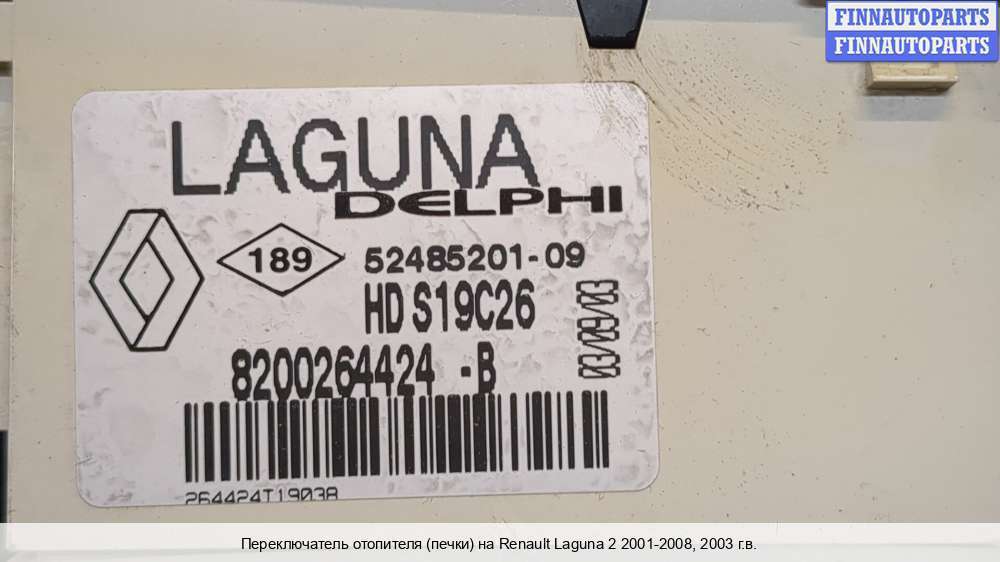 FINNAUTOPARTS
FINNAUTOPARTS
LAGUNA
DELPHI
189
52485201-09
HD S19C26
8200264424 -B
264424T1903A
Переключатель отопителя (печки) на Renault Laguna 2 2001-2008, 2003 г.в.